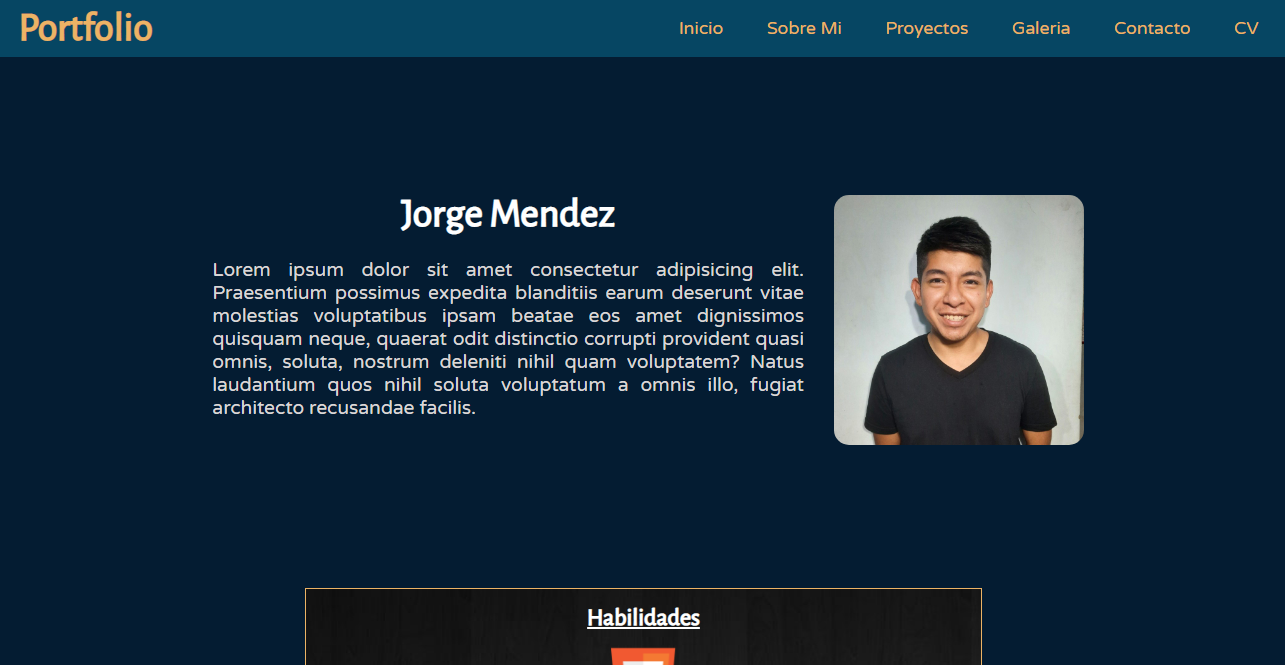 Portfolio
Inicio Sobre Mi Proyectos Galeria Contacto CV
Jorge Mendez
Lorem ipsum dolor sit amet consectetur adipisicing elit.
Praesentium possimus expedita blanditiis earum deserunt vitae
molestias voluptatibus ipsam beatae eos amet dignissimos
quisquam neque, quaerat odit distinctio corrupti provident quasi
omnis, soluta, nostrum deleniti nihil quam voluptatem? Natus
laudantium quos nihil soluta voluptatum a omnis illo, fugiat
architecto recusandae facilis.
Habilidades